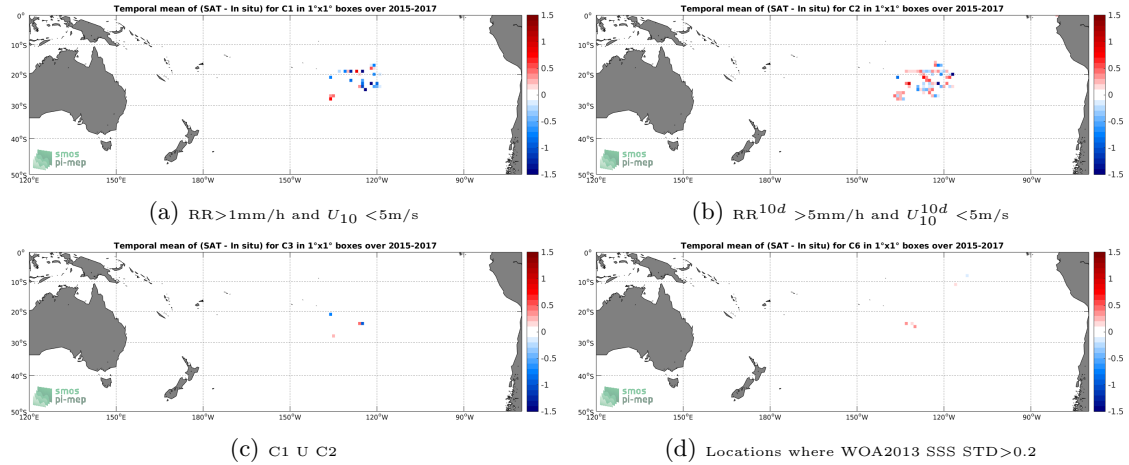 Temporal mean of (SAT - In situ) for C1 in 1°x1° boxes over 2015-2017
0°
10°S
20°S
30°S
40°S
50°S
120°E 150°E 180°W 150°W 120°W 90°W
1.5
1
0.5
0
-0.5
-1
-1.5
smos
pi-mep
(a) RR>1mm/h and U10 <5m/s
Temporal mean of (SAT - In situ) for C2 in 1°x1° boxes over 2015-2017
0°
10°S
20°S
30°S
40°S
50°S
120°E 150°E 180°W 150°W 120°W 90°W
1.5
1
0.5
0
-0.5
-1
-1.5
smos
pi-mep
(b) RR10d >5mm/h and U10d10 <5m/s
Temporal mean of (SAT - In situ) for C3 in 1°x1° boxes over 2015-2017
0°
10°S
20°S
30°S
40°S
50°S
120°E 150°E 180°W 150°W 120°W 90°W
1.5
1
0.5
0
-0.5
-1
-1.5
smos
pi-mep
(c) C1 U C2
Temporal mean of (SAT - In situ) for C6 in 1°x1° boxes over 2015-2017
0°
10°S
20°S
30°S
40°S
50°S
120°E 150°E 180°W 150°W 120°W 90°W
1.5
1
0.5
0
-0.5
-1
-1.5
smos
pi-mep
(d) Locations where WOA2013 SSS STD>0.2